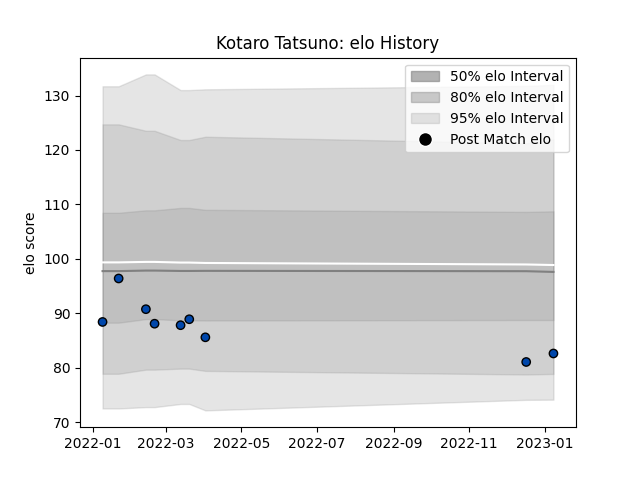 Kotaro Tatsuno: elo History
50% elo Interval
80% elo Interval
95% elo Interval
Post Match elo
elo score
130
120
110
100
90
80
70
2022-01 2022-03 2022-05 2022-07 2022-09 2022-11 2023-01